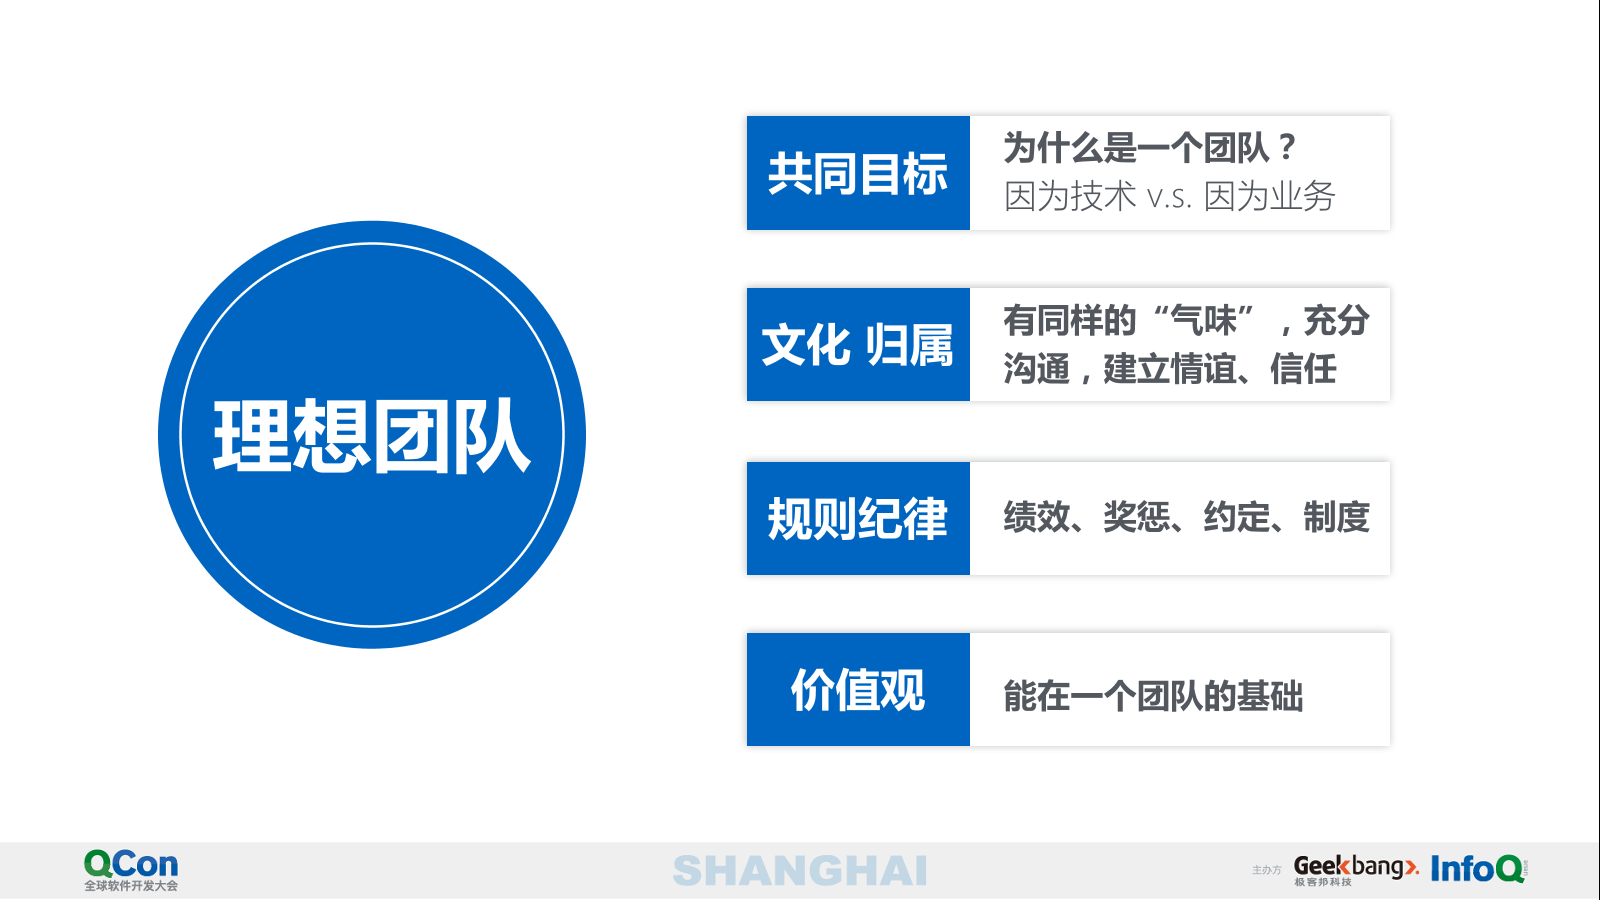 理想团队
共同目标
为什么是一个团队？
因为技术 v.s. 因为业务
文化 归属
有同样的“气味”，充分
沟通，建立情谊、信任
规则纪律
绩效、奖惩、约定、制度
价值观
能在一个团队的基础
QCon
全球软件开发大会
SHANGHAI
主办方
Geekbang
极客邦科技
InfoQ